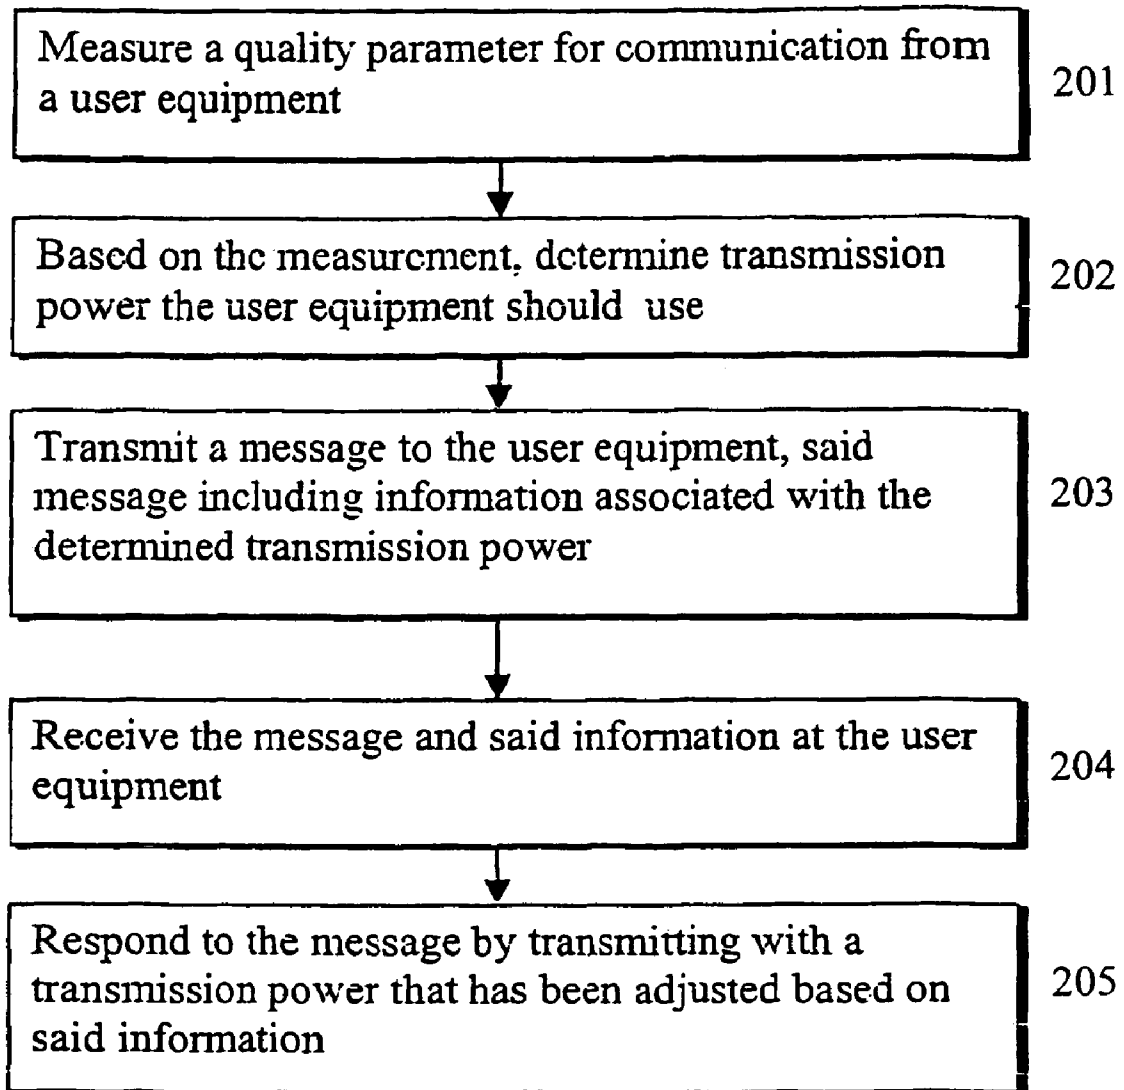 Measure a quality parameter for communication from
a user equipment
201
Based on the measurement, determine transmission
power the user equipment should use
202
Transmit a message to the user equipment, said
message including information associated with the
determined transmission power
203
Receive the message and said information at the user
equipment
204
Respond to the message by transmitting with a
transmission power that has been adjusted based on
said information
205